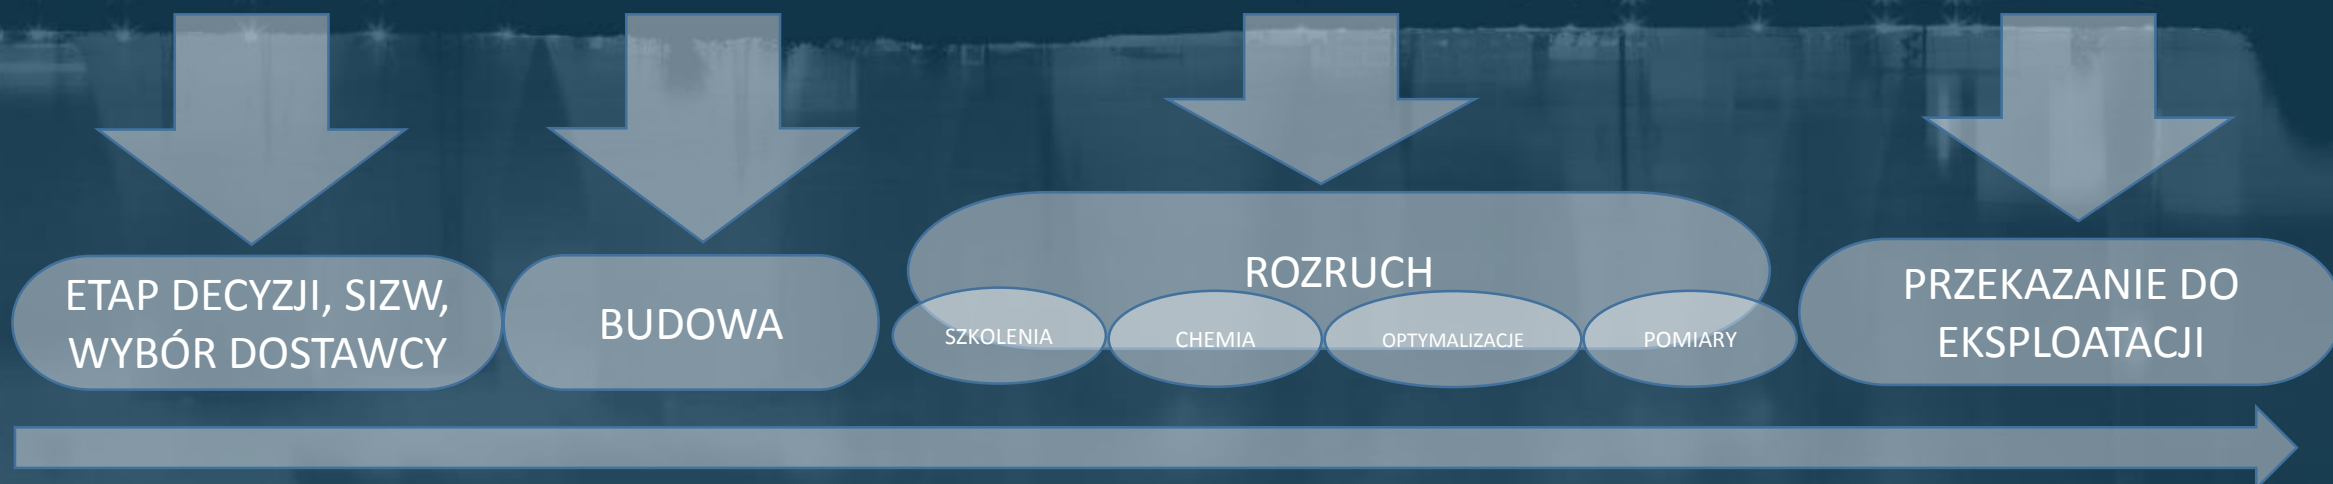 ETAP DECYZJI, SIZW,
WYBÓR DOSTAWCY
BUDOWA
ROZRUCH
SZKOLENIA
CHEMIA
OPTYMALIZACJE
POMIARY
PRZEKAZANIE DO
EKSPLOATACJI